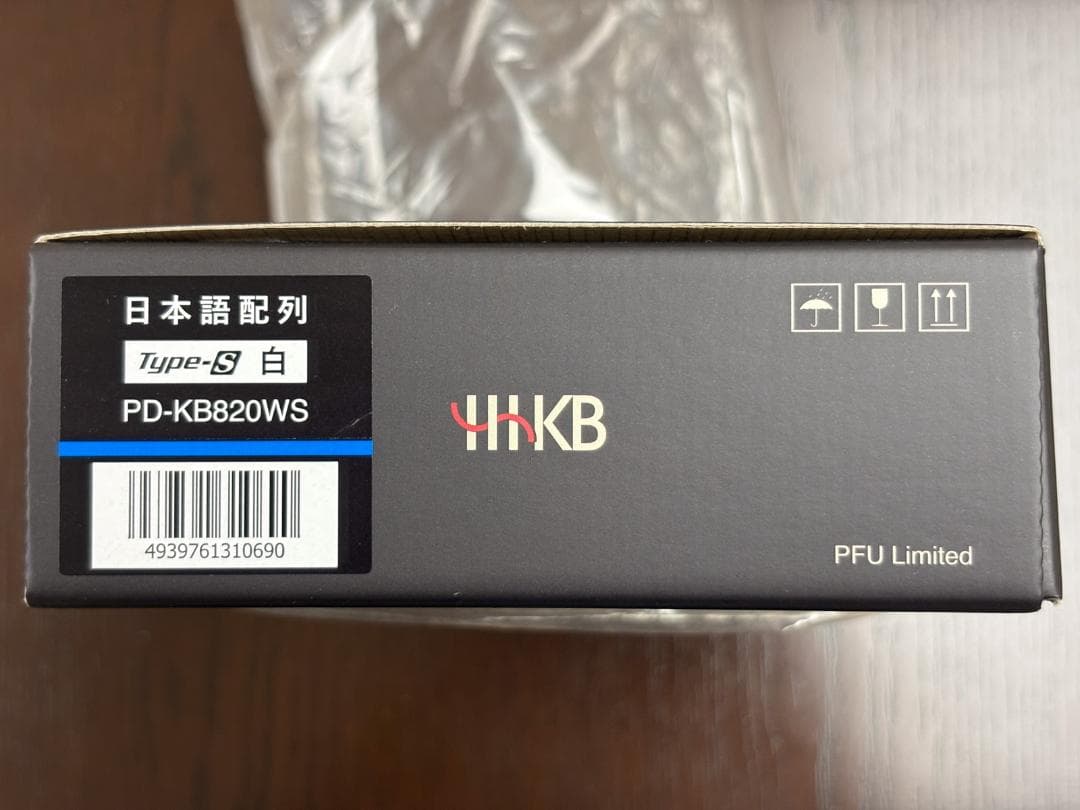 日本語配列
Type-S 白
PD-KB820WS
4939761310690
HHKB
PFU Limited